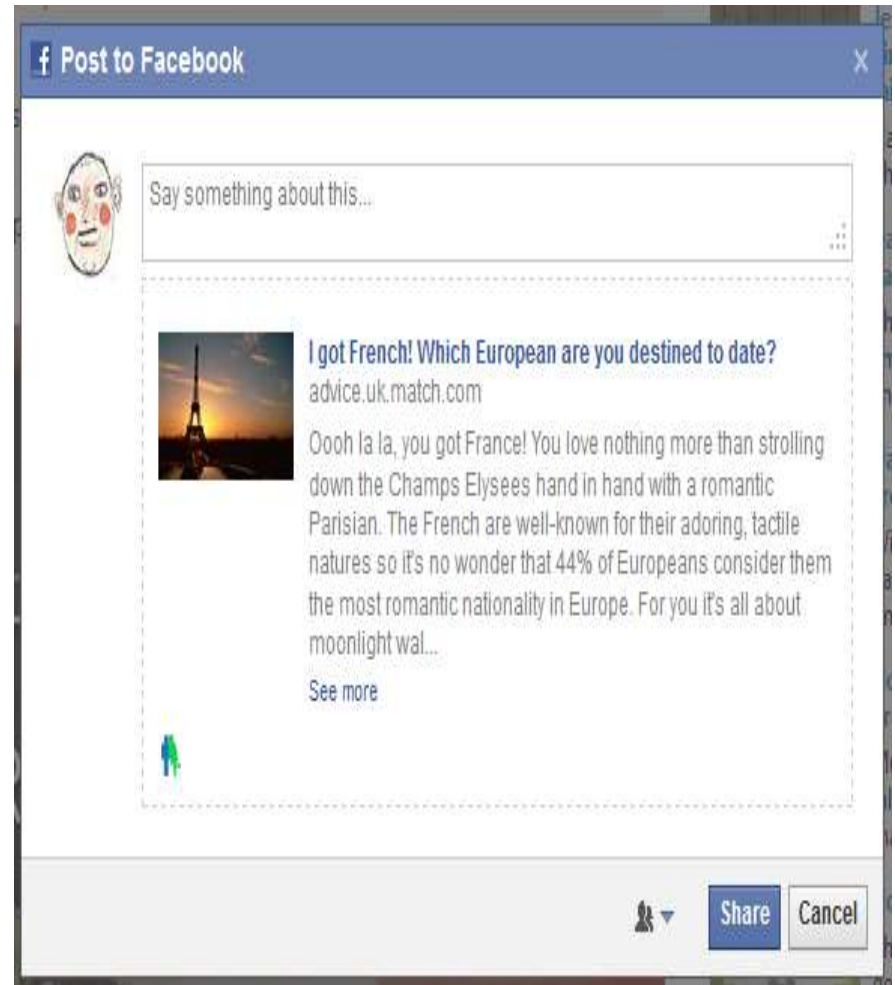 f Post to Facebook
Say something about this...
I got French! Which European are you destined to date?
advice.uk.match.com
Oooh la la, you got France! You love nothing more than strolling
down the Champs Elysees hand in hand with a romantic
Parisian. The French are well-known for their adoring, tactile
natures so it's no wonder that 44% of Europeans consider them
the most romantic nationality in Europe. For you it's all about
moonlight wal...
See more
Share Cancel